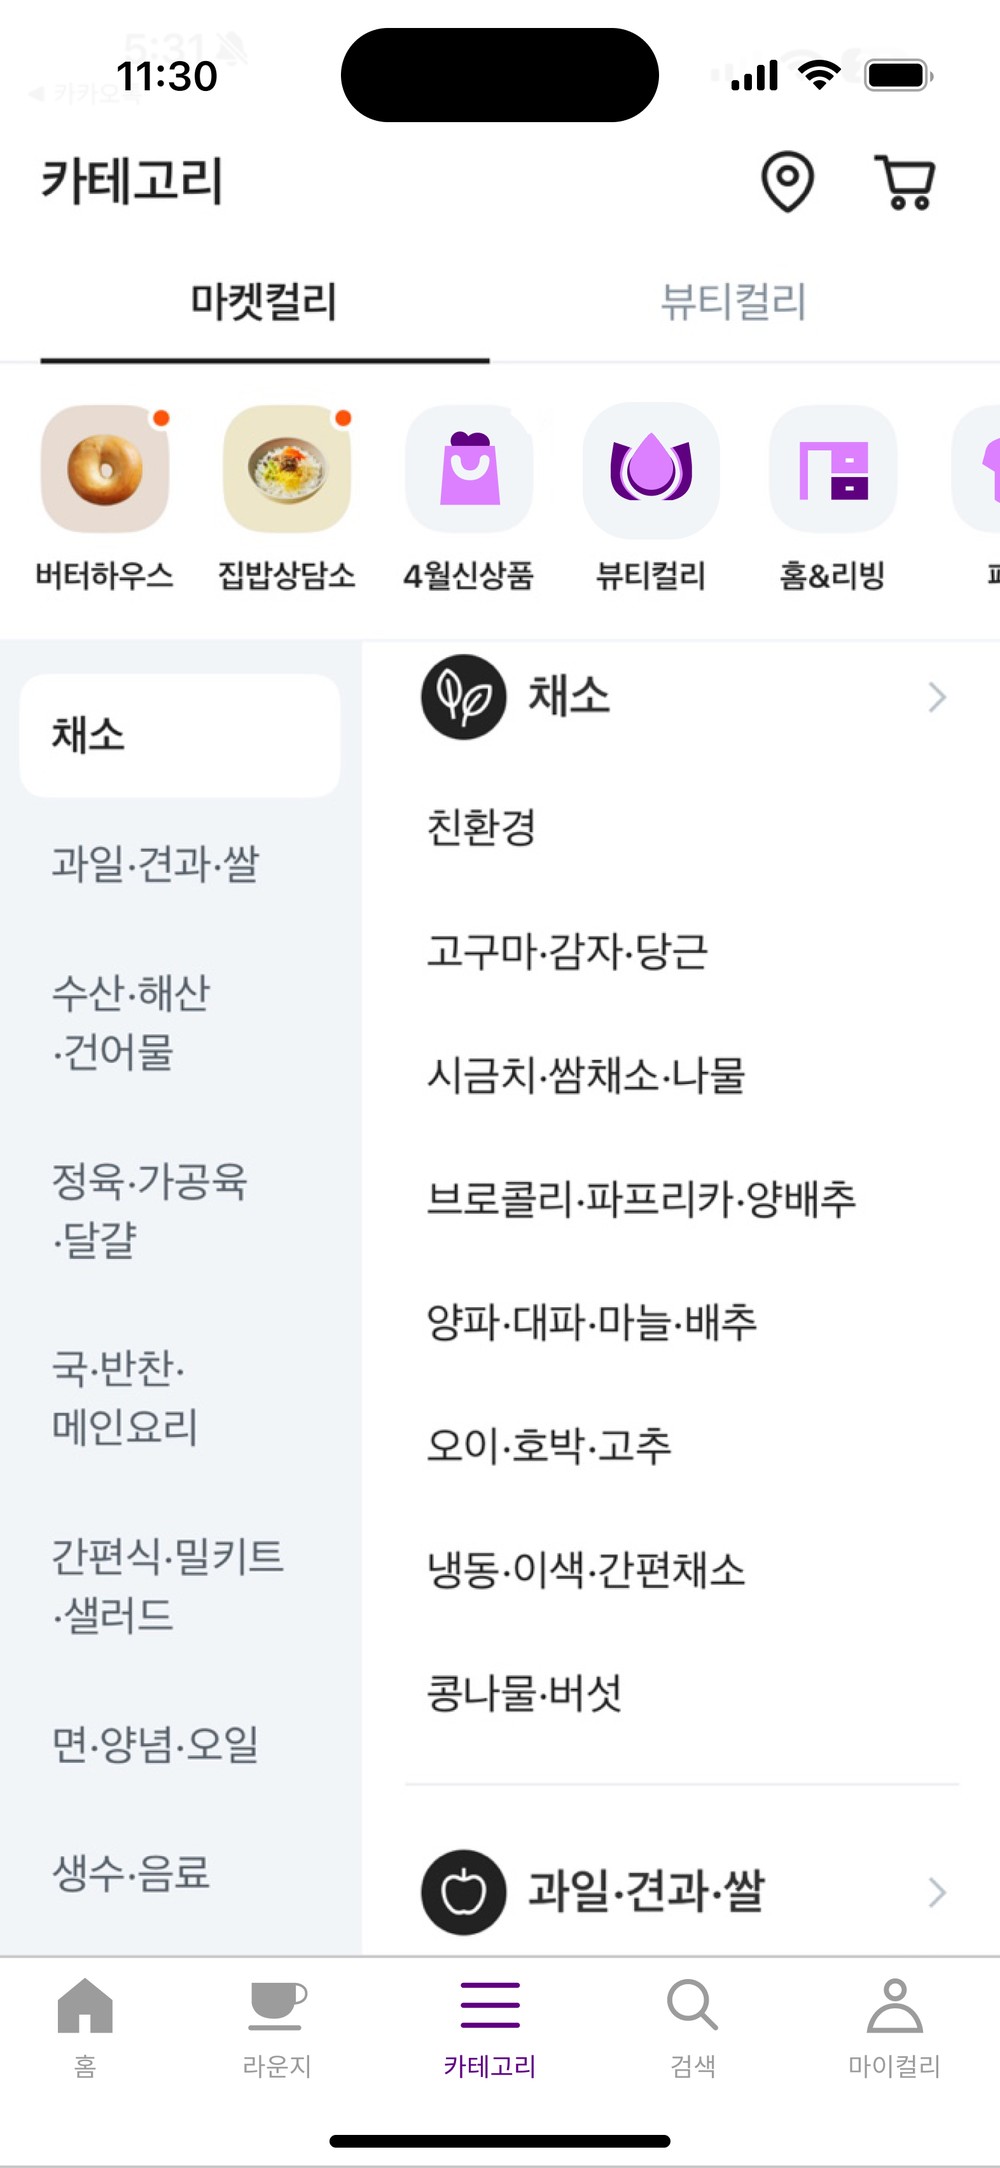 5:31
11:30
◀ 카카오톡
카테고리
마켓컬리
뷰티컬리
버터하우스
집밥상담소
4월신상품
뷰티컬리
홈&리빙
채소
과일·견과·쌀
수산·해산
·건어물
정육·가공육
·달걀
국·반찬·
메인요리
간편식·밀키트
·샐러드
면·양념·오일
생수·음료
채소
친환경
고구마·감자·당근
시금치·쌈채소·나물
브로콜리·파프리카·양배추
양파·대파·마늘·배추
오이·호박·고추
냉동·이색·간편채소
콩나물·버섯
과일·견과·쌀
홈
라운지
카테고리
검색
마이컬리